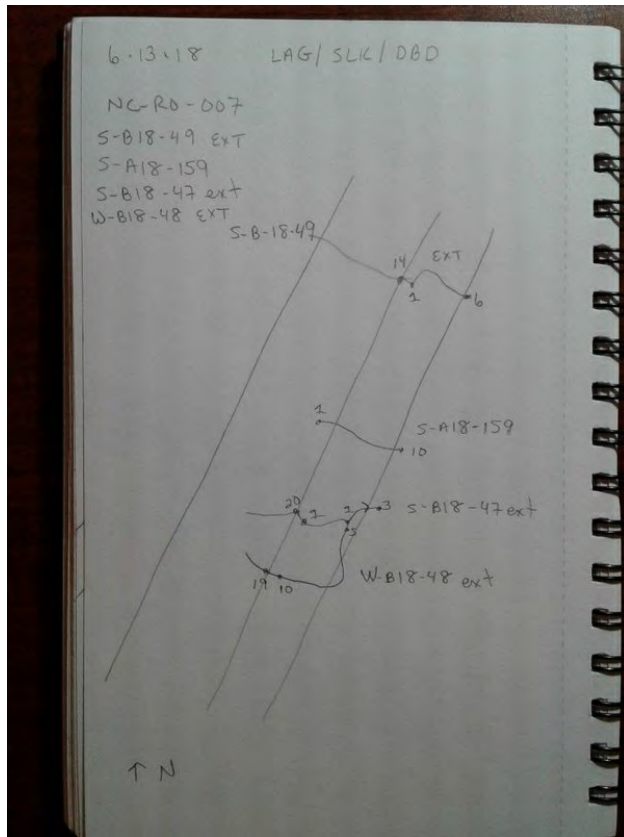 6.13.18 LAG/SLK/DBD
NC-RO-007
S-B18-49 EXT
S-A18-159
S-B18-47 ext
W-B18-48 EXT
S-B-18-49
14 EXT
1 6
1 S-A18-159
10
20 1 2 3 S-B18-47 ext
5
19 10 W-B18-48 ext
↑ N